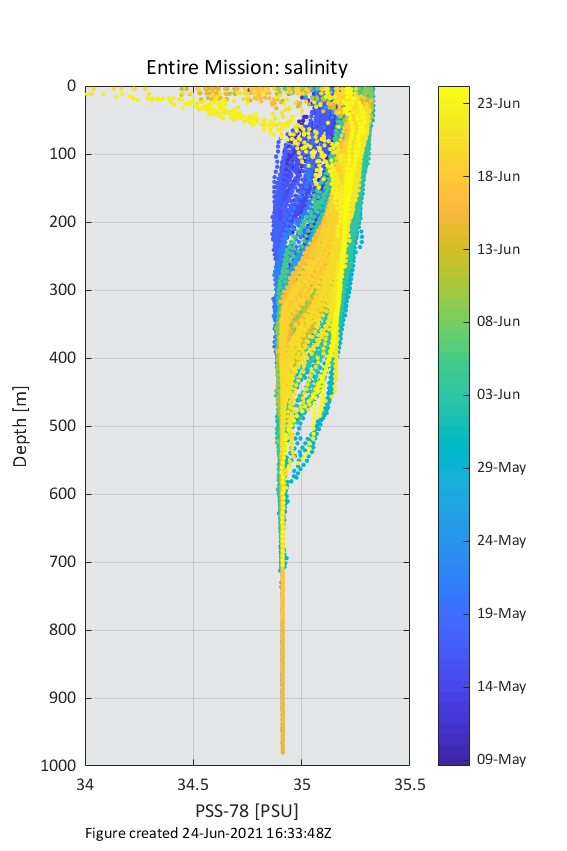 Entire Mission: salinity
0
100
200
300
400
500
600
700
800
900
1000
Depth [m]
34
34.5
35
35.5
PSS-78 [PSU]
Figure created 24-Jun-2021 16:33:48Z
23-Jun
18-Jun
13-Jun
08-Jun
03-Jun
29-May
24-May
19-May
14-May
09-May